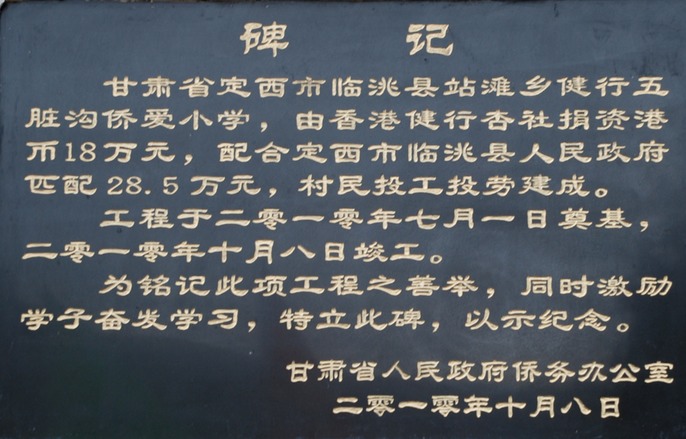 碑记
甘肃省定西市临洮县站滩乡健行五
脏沟侨爱小学，由香港健行杏社捐资港
币18万元，配合定西市临洮县人民政府
匹配28.5万元，村民投工投劳建成。
工程于二零一零年七月一日奠基，
二零一零年十月八日竣工。
为铭记此项工程之善举，同时激励
学子奋发学习，特立此碑，以示纪念。
甘肃省人民政府侨务办公室
二零一零年十月八日